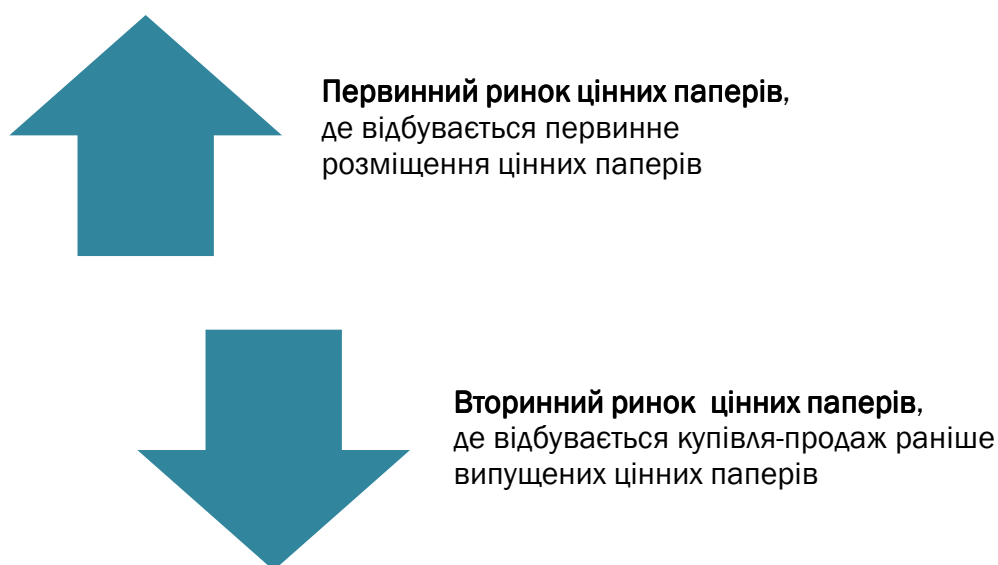 Первинний ринок цінних паперів,
де відбувається первинне
розміщення цінних паперів
Вторинний ринок  цінних паперів,
де відбувається купівля-продаж раніше
випущених цінних паперів